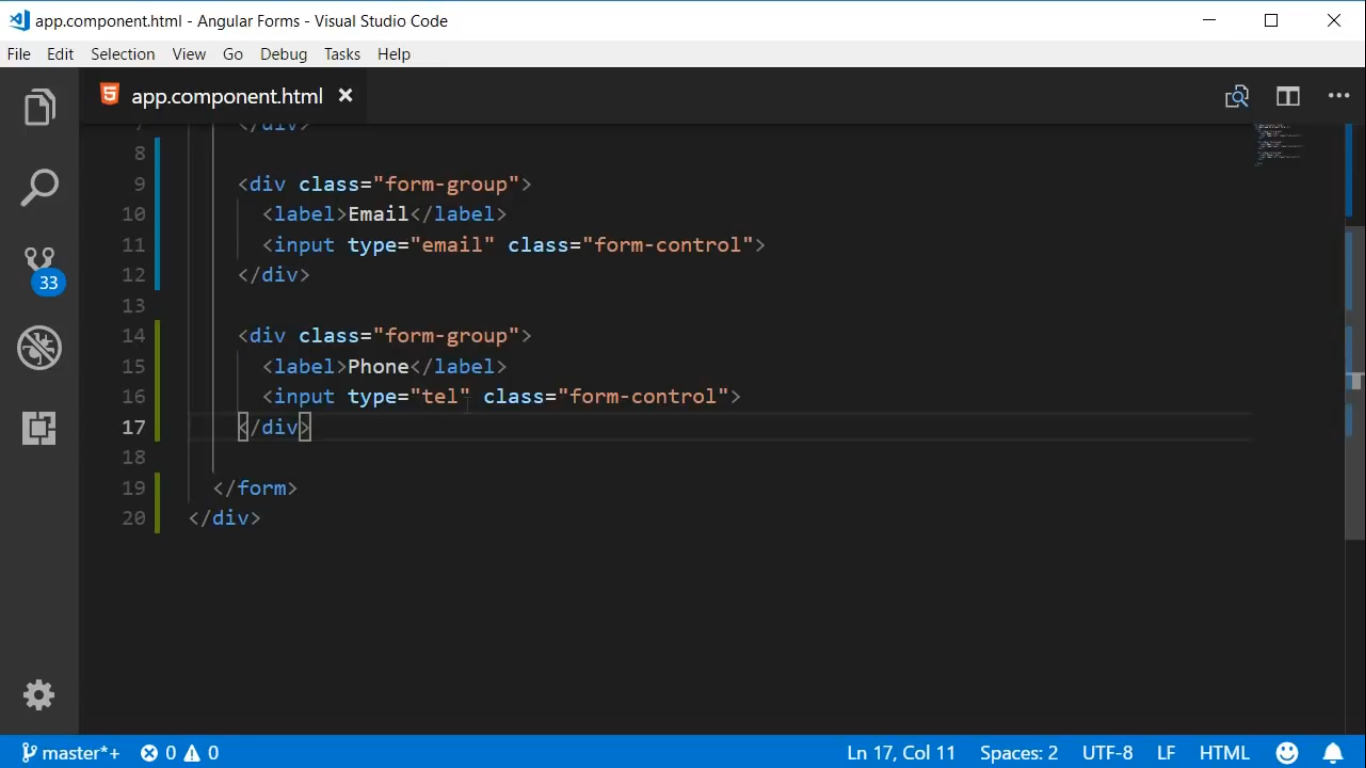 app.component.html - Angular Forms - Visual Studio Code
File Edit Selection View Go Debug Tasks Help
app.component.html
7 </div>
8
9 <div class="form-group">
10 <label>Email</label>
11 <input type="email" class="form-control">
12 </div>
13
14 <div class="form-group">
15 <label>Phone</label>
16 <input type="tel" class="form-control">
17 </div>
18
19 </form>
20 </div>
33
master*+ 0 0 Ln 17, Col 11 Spaces: 2 UTF-8 LF HTML